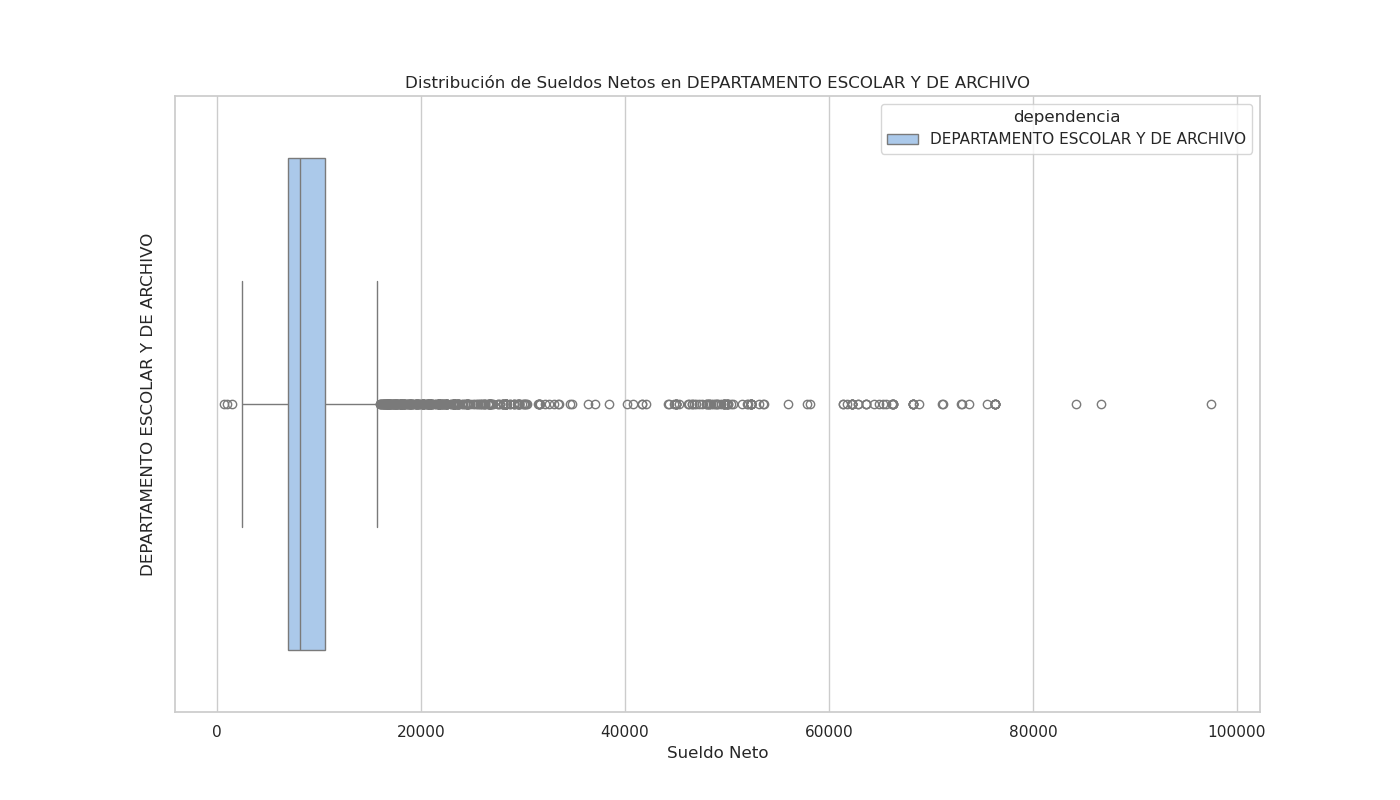 Distribución de Sueldos Netos en DEPARTAMENTO ESCOLAR Y DE ARCHIVO
dependencia
DEPARTAMENTO ESCOLAR Y DE ARCHIVO
DEPARTAMENTO ESCOLAR Y DE ARCHIVO
0 20000 40000 60000 80000 100000
Sueldo Neto